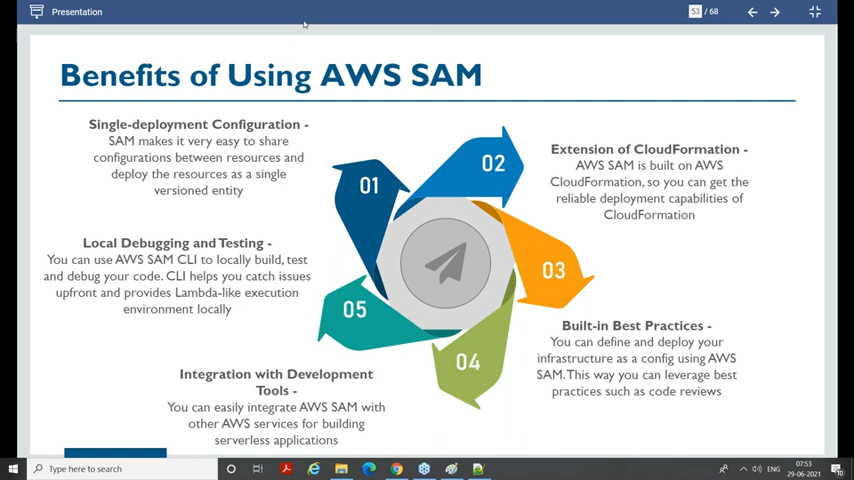 Presentation
53 / 68
Benefits of Using AWS SAM
Single-deployment Configuration -
SAM makes it very easy to share
configurations between resources and
deploy the resources as a single
versioned entity
01
02
Extension of CloudFormation -
AWS SAM is built on AWS
CloudFormation, so you can get the
reliable deployment capabilities of
CloudFormation
Local Debugging and Testing -
You can use AWS SAM CLI to locally build, test
and debug your code. CLI helps you catch issues
upfront and provides Lambda-like execution
environment locally
03
05
04
Built-in Best Practices -
You can define and deploy your
infrastructure as a config using AWS
SAM. This way you can leverage best
practices such as code reviews
Integration with Development
Tools -
You can easily integrate AWS SAM with
other AWS services for building
serverless applications
Type here to search
ENG
07:53
29-06-2021
10